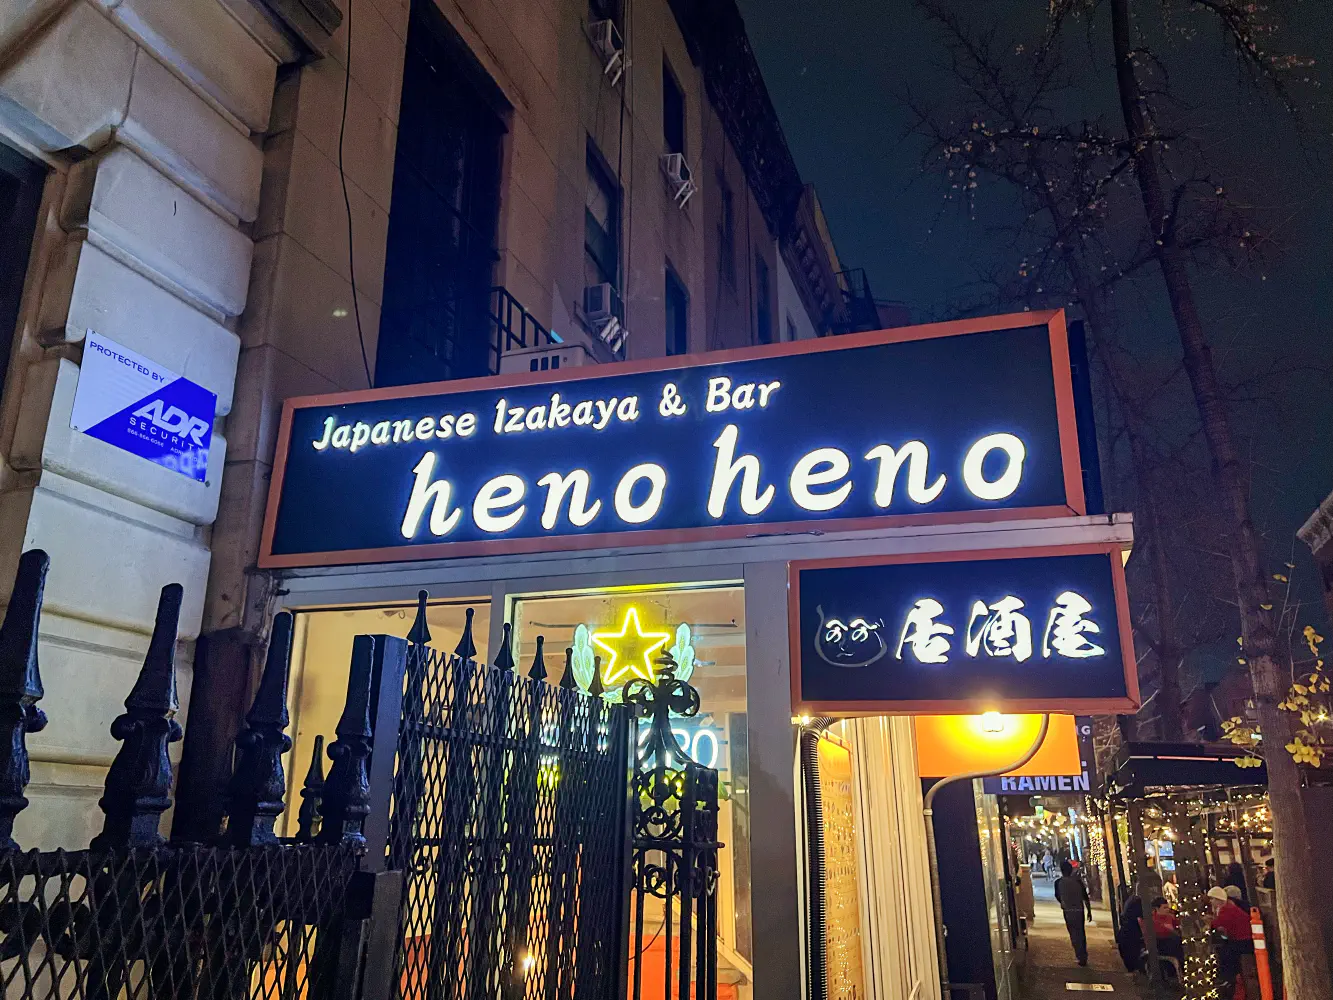 PROTECTED BY
ADR
SECURITY
Japanese Izakaya & Bar
heno heno
居酒屋
RAMEN